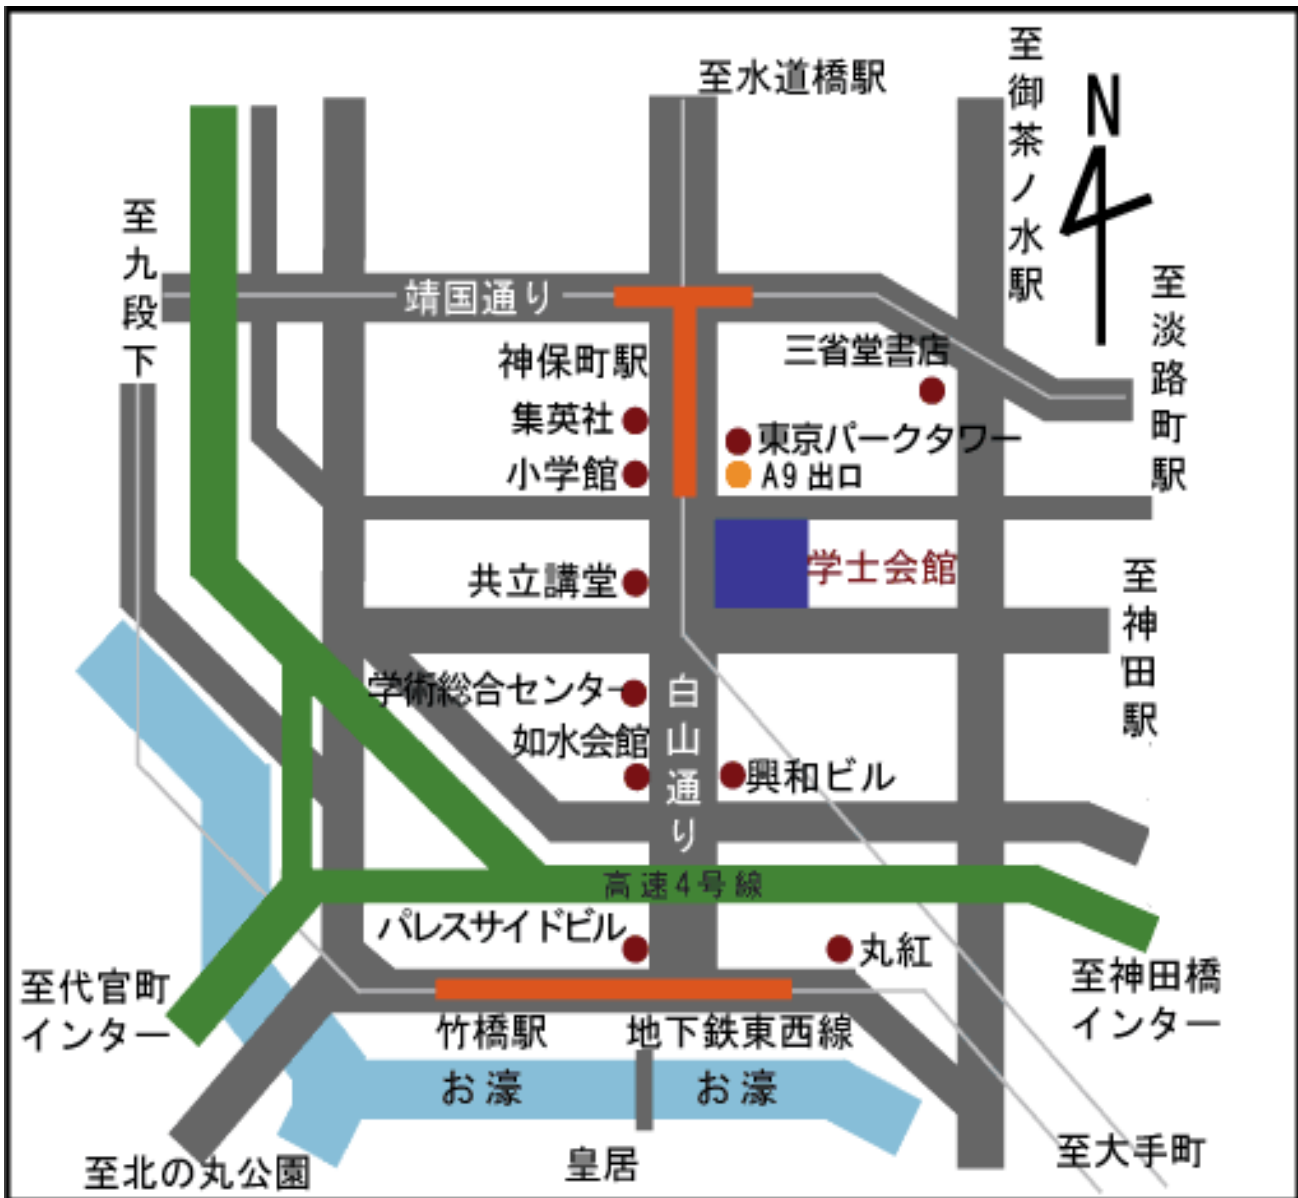 至水道橋駅
至御茶ノ水駅
N
至九段下
靖国通り
至淡路町駅
三省堂書店
神保町駅
集英社
東京パークタワー
小学館
A9 出口
学士会館
共立講堂
至神田駅
学術総合センター
白山通り
如水会館
興和ビル
高速4号線
パレスサイドビル
丸紅
至代官町
インター
至神田橋
インター
竹橋駅
地下鉄東西線
お濠
お濠
皇居
至大手町
至北の丸公園